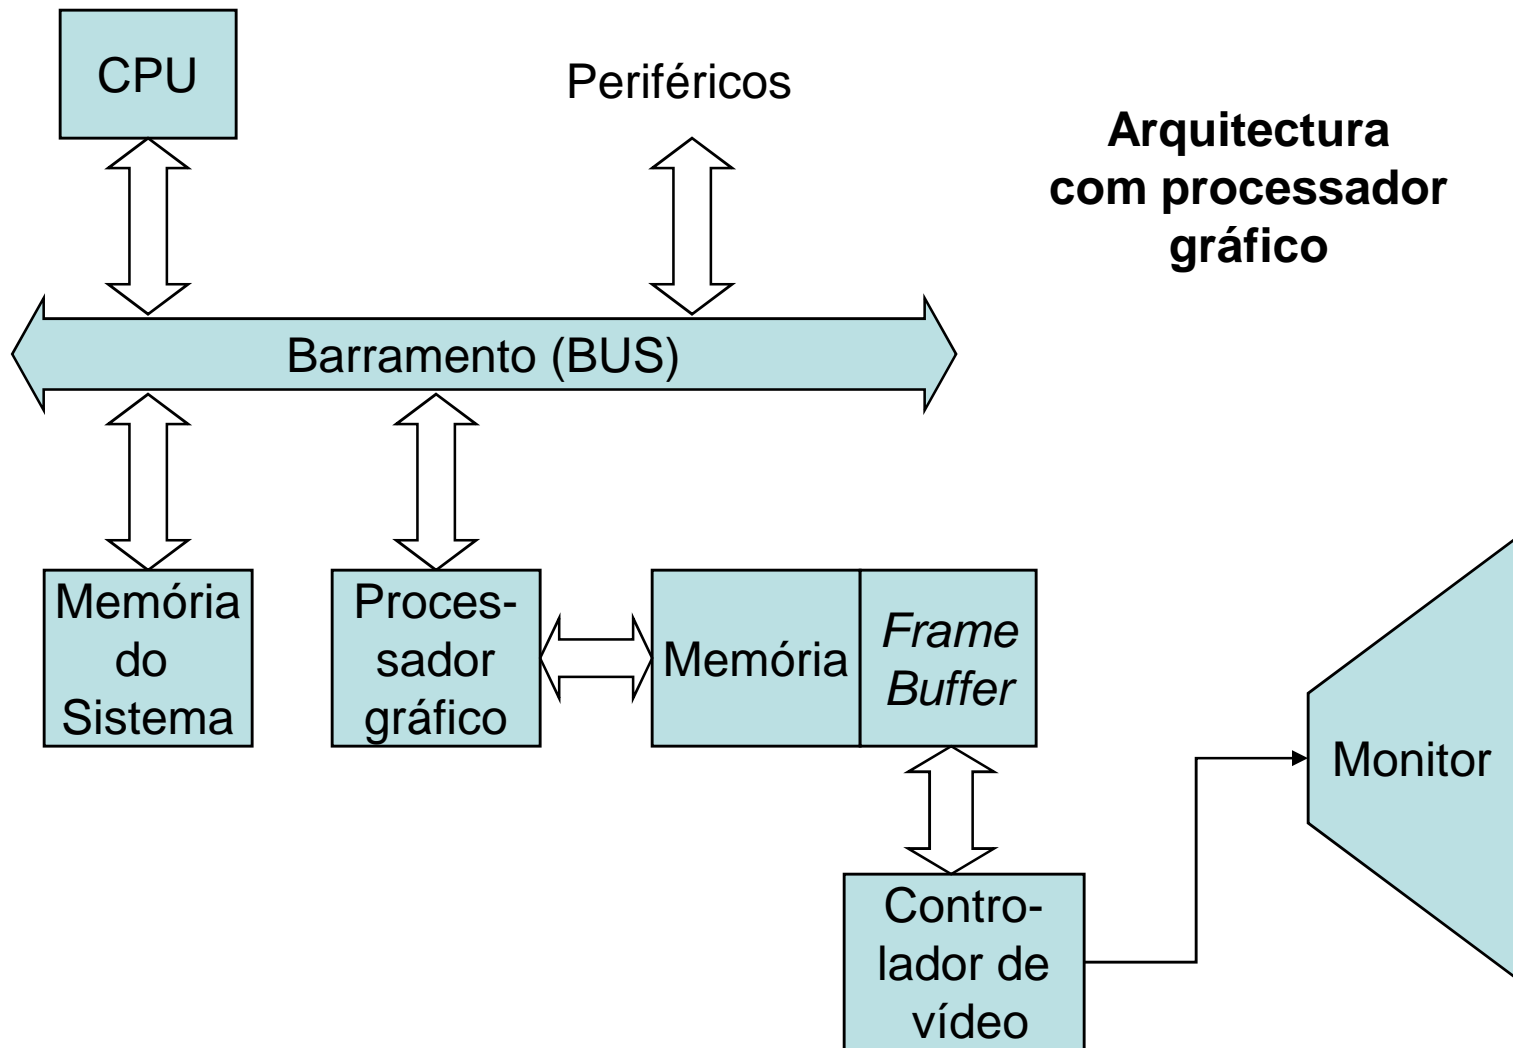 CPU
Periféricos
Arquitectura
com processador
gráfico
Barramento (BUS)
Memória
do
Sistema
Proces-
sador
gráfico
Memória
Frame
Buffer
Monitor
Contro-
lador de
vídeo